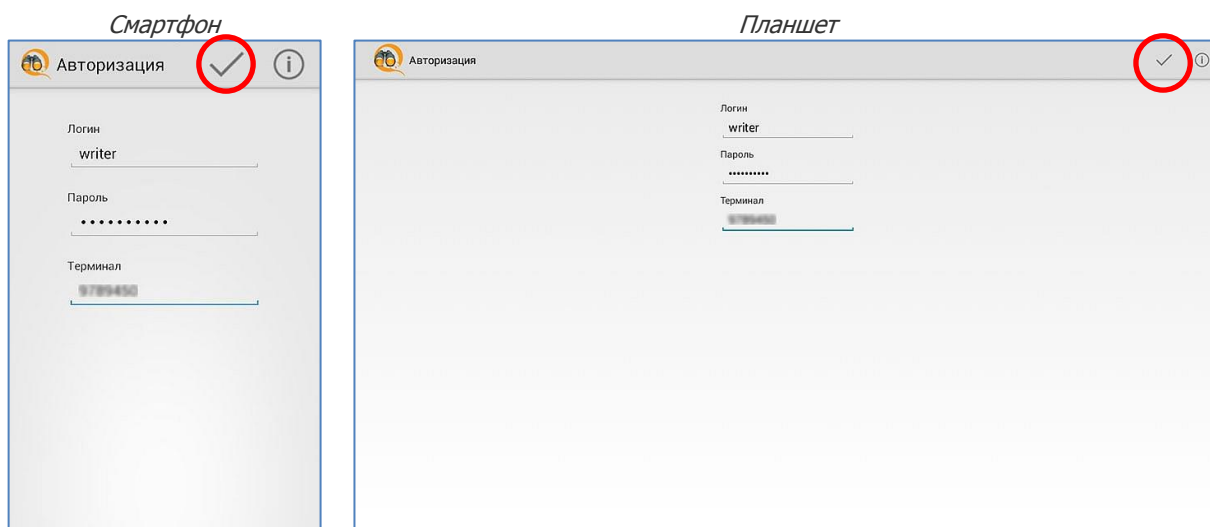 Смартфон
Авторизация
Логин
writer
Пароль
••••••••••
Терминал
Планшет
Авторизация
Логин
writer
Пароль
••••••••••
Терминал